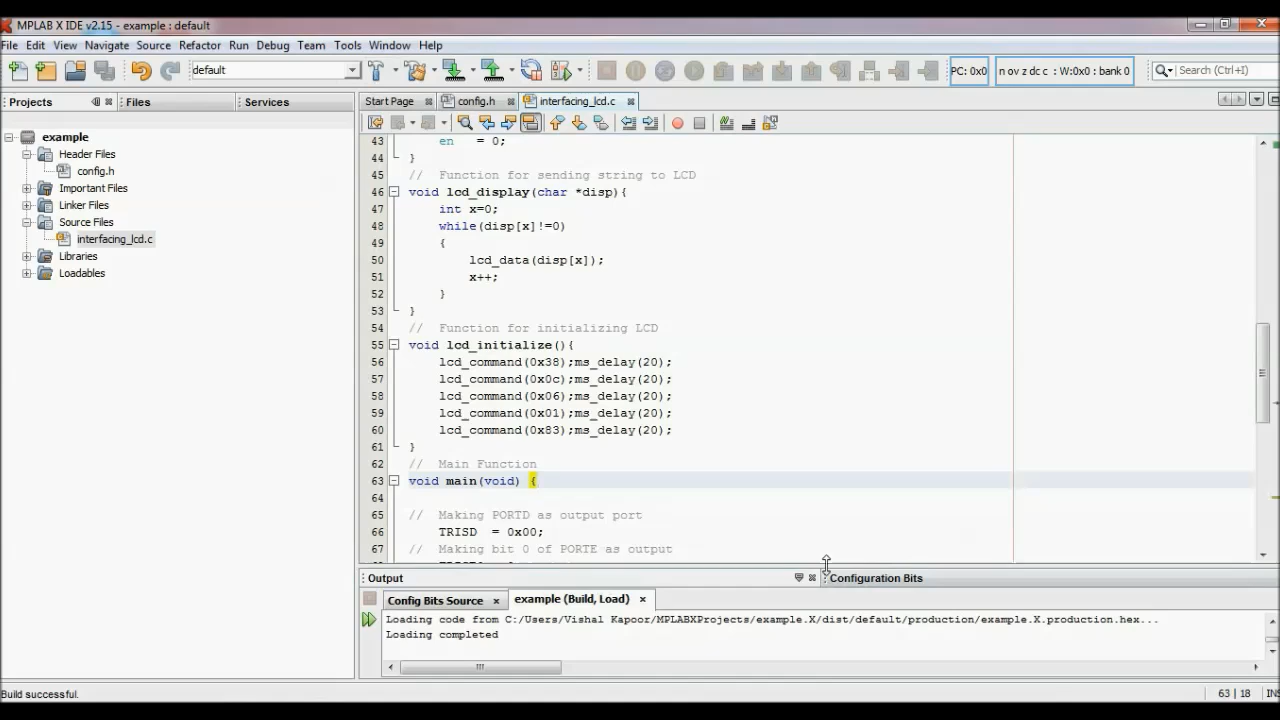 MPLAB X IDE v2.15 - example : default
File Edit View Navigate Source Refactor Run Debug Team Tools Window Help
default
PC: 0x0
n ov z dc c : W:0x0 : bank 0
Search (Ctrl+I)
Projects
Files
Services
example
Header Files
config.h
Important Files
Linker Files
Source Files
interfacing_lcd.c
Libraries
Loadables
Start Page
config.h
interfacing_lcd.c
43 en = 0;
44 }
45 // Function for sending string to LCD
46 void lcd_display(char *disp){
47 int x=0;
48 while(disp[x]!=0)
49 {
50 lcd_data(disp[x]);
51 x++;
52 }
53 }
54 // Function for initializing LCD
55 void lcd_initialize(){
56 lcd_command(0x38);ms_delay(20);
57 lcd_command(0x0c);ms_delay(20);
58 lcd_command(0x06);ms_delay(20);
59 lcd_command(0x01);ms_delay(20);
60 lcd_command(0x83);ms_delay(20);
61 }
62 // Main Function
63 void main(void) {
64
65 // Making PORTD as output port
66 TRISD = 0x00;
67 // Making bit 0 of PORTE as output
Output
Configuration Bits
Config Bits Source
example (Build, Load)
Loading code from C:/Users/Vishal Kapoor/MPLABXProjects/example.X/dist/default/production/example.X.production.hex...
Loading completed
Build successful.
63 | 18
INS